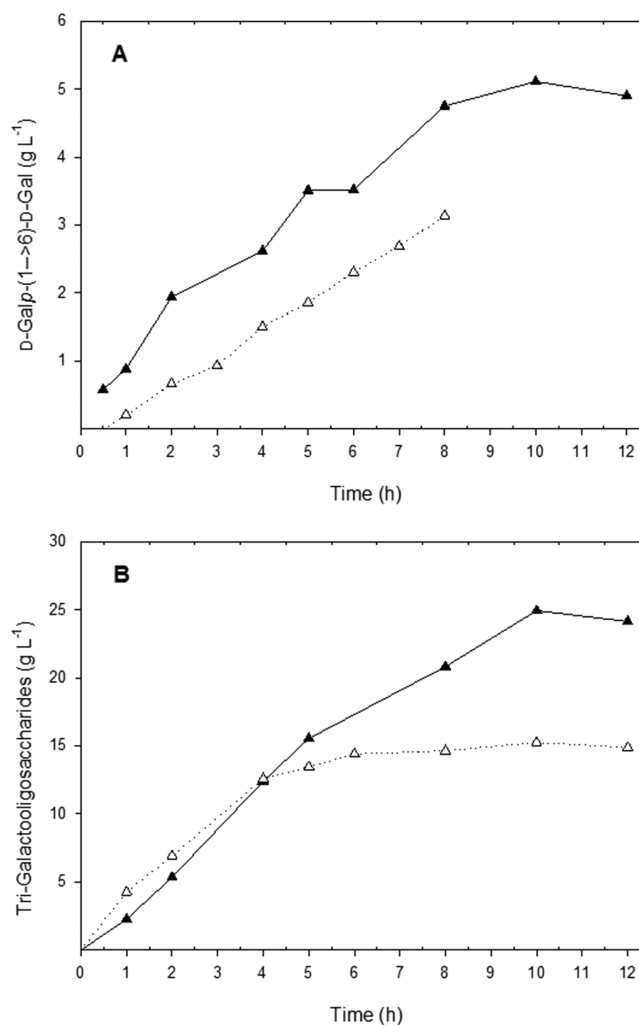 6
A
5
4
3
2
1
D-Galp-(1-->6)-D-Gal (g L-1)
0 1 2 3 4 5 6 7 8 9 10 11 12
Time (h)
30
B
25
20
15
10
5
Tri-Galactooligosaccharides (g L-1)
0 1 2 3 4 5 6 7 8 9 10 11 12
Time (h)